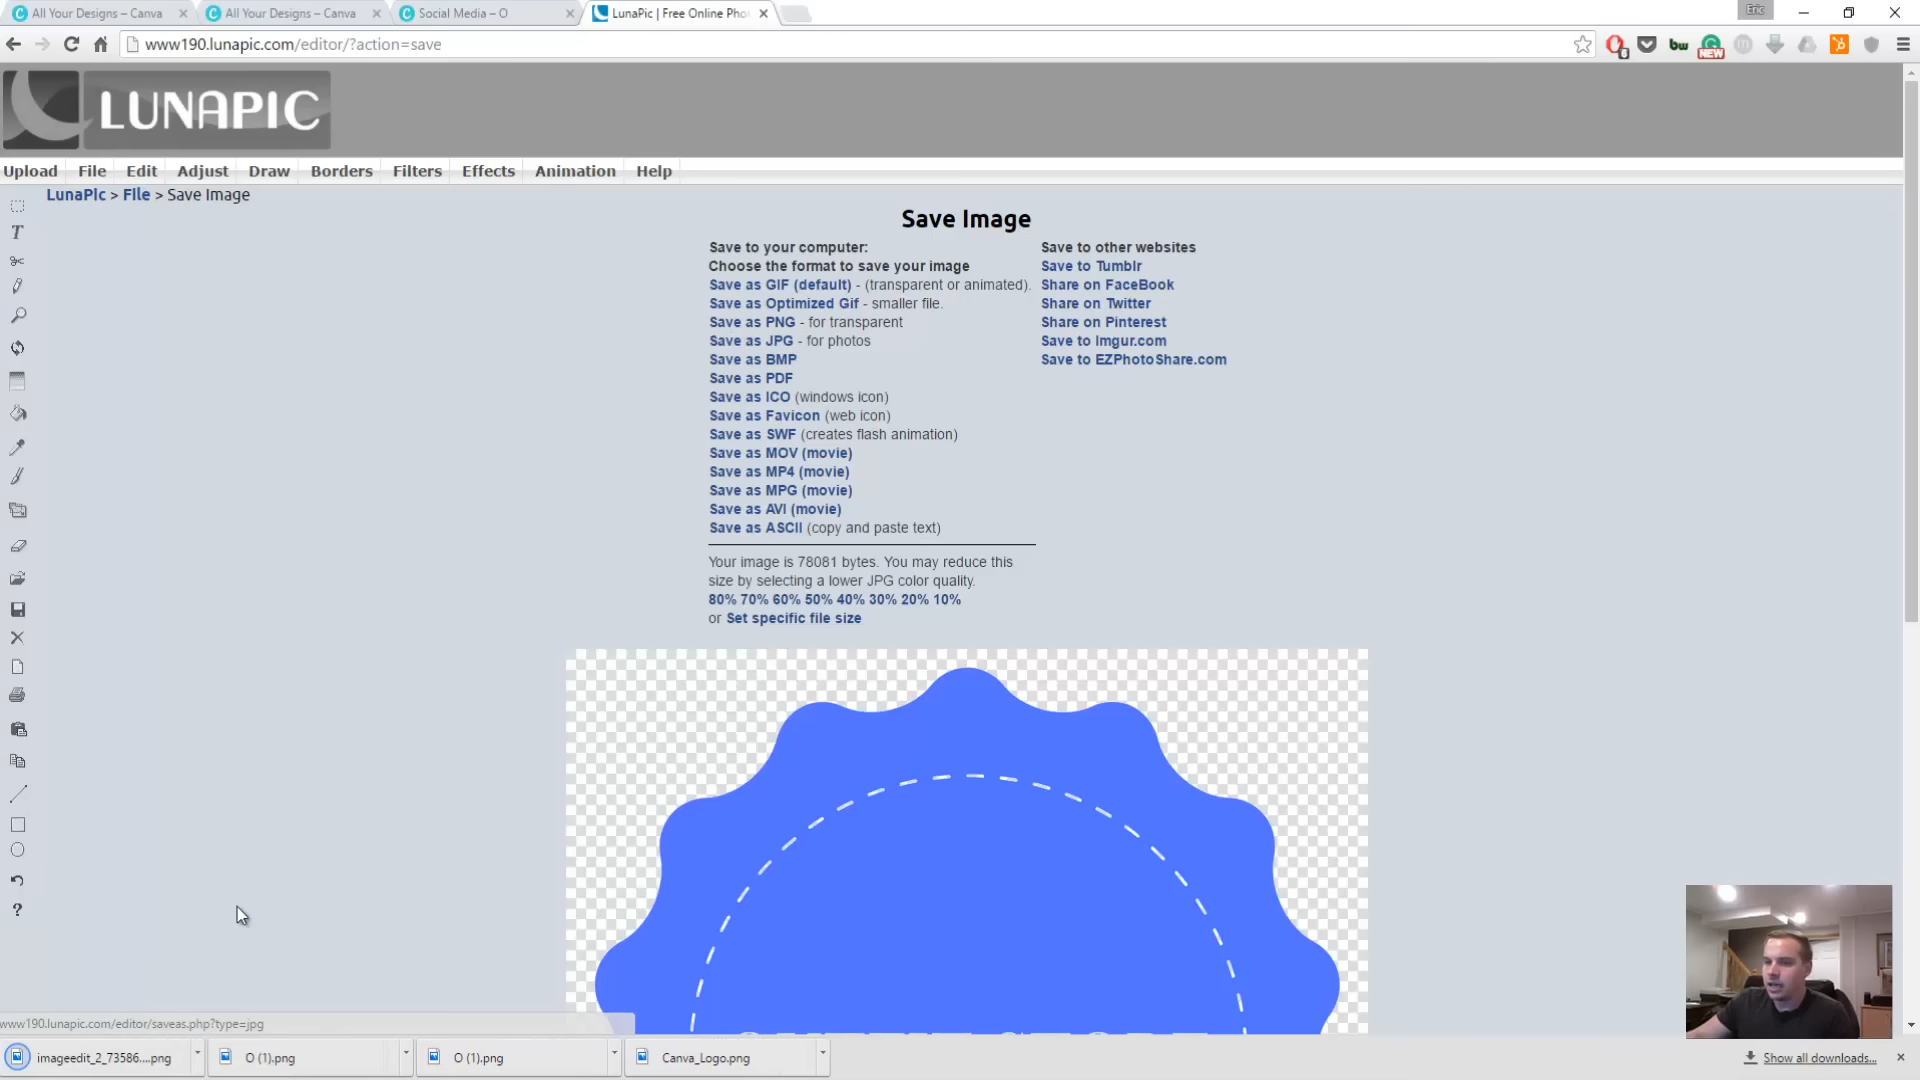 All Your Designs – Canva
All Your Designs – Canva
Social Media – O
LunaPic | Free Online Pho
Eric
www190.lunapic.com/editor/?action=save
bw
NEW
LUNAPIC
Upload File Edit Adjust Draw Borders Filters Effects Animation Help
LunaPic > File > Save Image
Save Image
Save to your computer:
Choose the format to save your image
Save as GIF (default) - (transparent or animated).
Save as Optimized Gif - smaller file.
Save as PNG - for transparent
Save as JPG - for photos
Save as BMP
Save as PDF
Save as ICO (windows icon)
Save as Favicon (web icon)
Save as SWF (creates flash animation)
Save as MOV (movie)
Save as MP4 (movie)
Save as MPG (movie)
Save as AVI (movie)
Save as ASCII (copy and paste text)
Save to other websites
Save to Tumblr
Share on FaceBook
Share on Twitter
Share on Pinterest
Save to Imgur.com
Save to EZPhotoShare.com
Your image is 78081 bytes. You may reduce this
size by selecting a lower JPG color quality.
80% 70% 60% 50% 40% 30% 20% 10%
or Set specific file size
www190.lunapic.com/editor/saveas.php?type=jpg
imageedit_2_73586....png
O (1).png
O (1).png
Canva_Logo.png
Show all downloads...